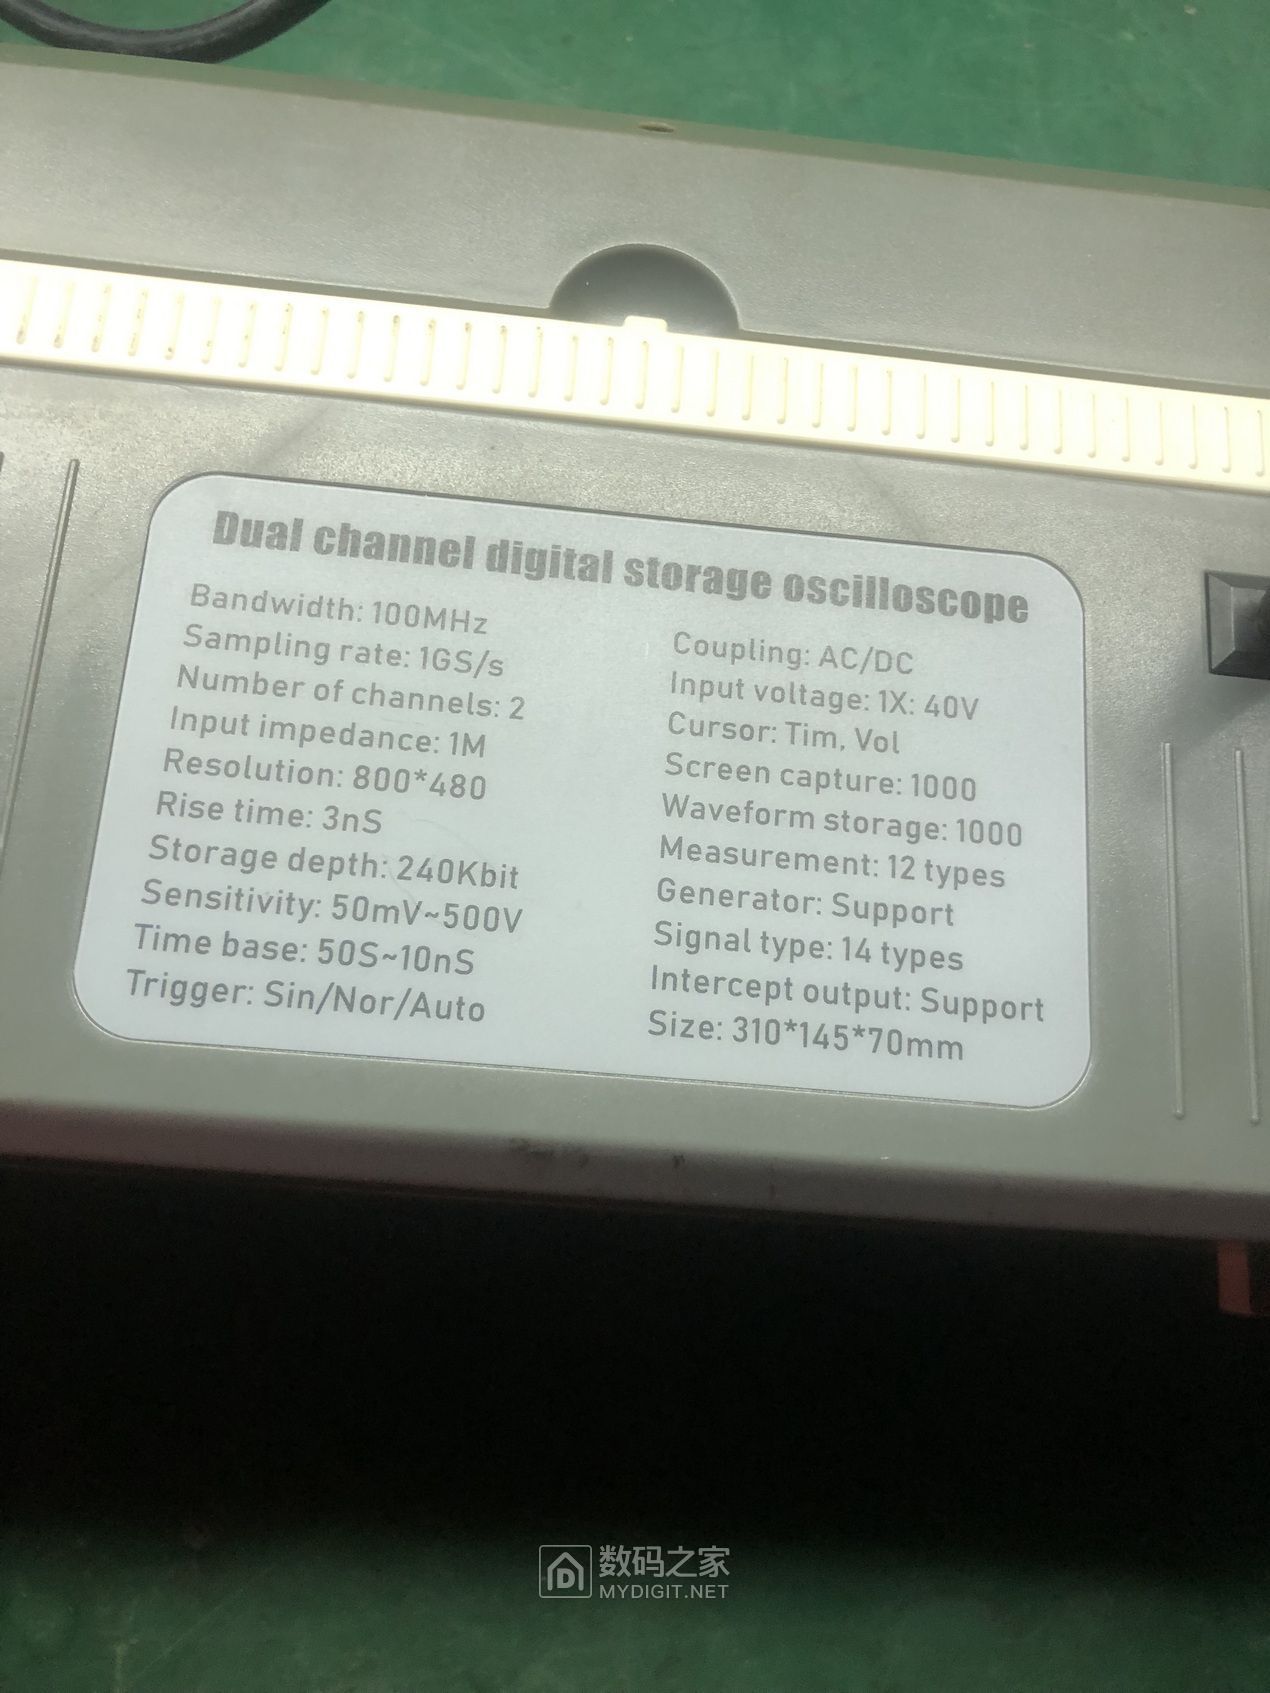 Dual channel digital storage oscilloscope
Bandwidth: 100MHz
Sampling rate: 1GS/s
Number of channels: 2
Input impedance: 1M
Resolution: 800*480
Rise time: 3nS
Storage depth: 240Kbit
Sensitivity: 50mV~500V
Time base: 50S~10nS
Trigger: Sin/Nor/Auto
Coupling: AC/DC
Input voltage: 1X: 40V
Cursor: Tim, Vol
Screen capture: 1000
Waveform storage: 1000
Measurement: 12 types
Generator: Support
Signal type: 14 types
Intercept output: Support
Size: 310*145*70mm
数码之家
MYDIGIT.NET